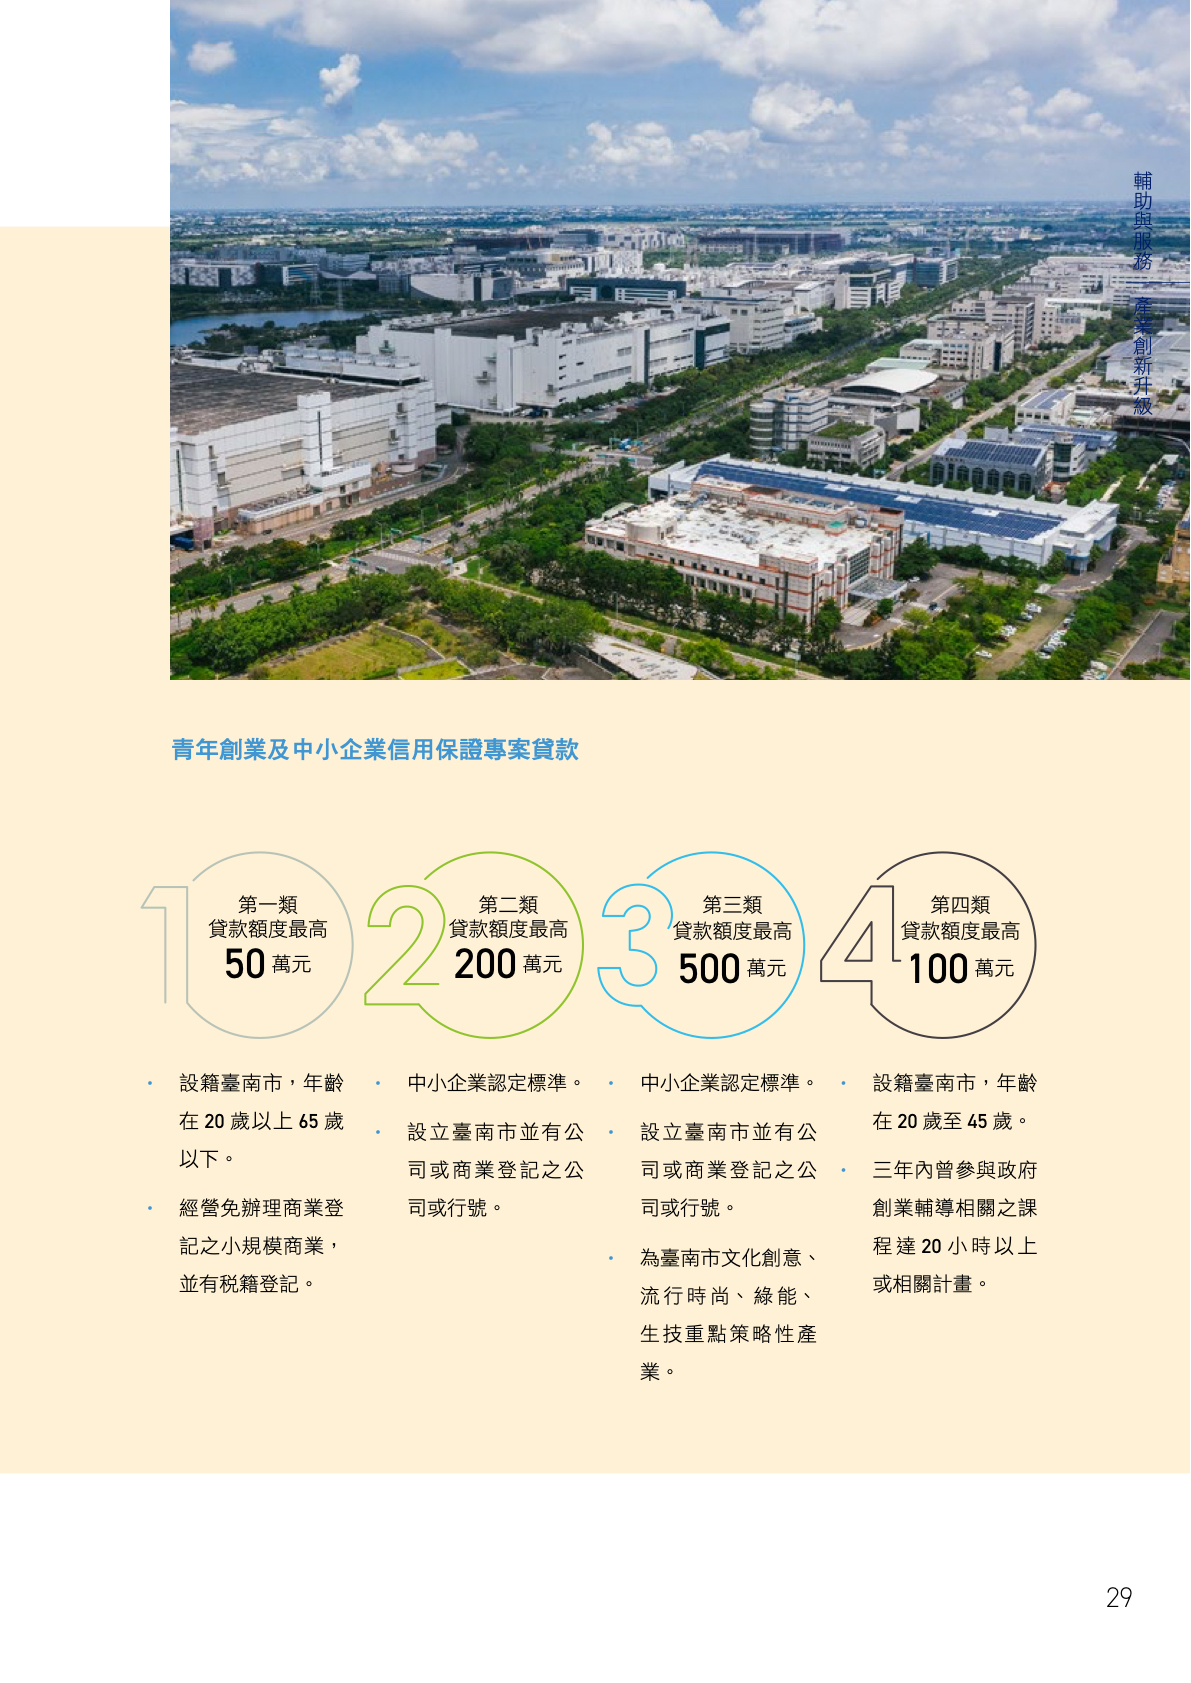 輔助與服務
產業創新升級
青年創業及中小企業信用保證專案貸款
1
第一類
貸款額度最高
50 萬元
設籍臺南市，年齡
在 20 歲以上 65 歲
以下。
經營免辦理商業登
記之小規模商業，
並有稅籍登記。
2
第二類
貸款額度最高
200 萬元
中小企業認定標準。
設立臺南市並有公
司或商業登記之公
司或行號。
3
第三類
貸款額度最高
500 萬元
中小企業認定標準。
設立臺南市並有公
司或商業登記之公
司或行號。
為臺南市文化創意、
流行時尚、綠能、
生技重點策略性產
業。
4
第四類
貸款額度最高
100 萬元
設籍臺南市，年齡
在 20 歲至 45 歲。
三年內曾參與政府
創業輔導相關之課
程達 20 小時以上
或相關計畫。
29